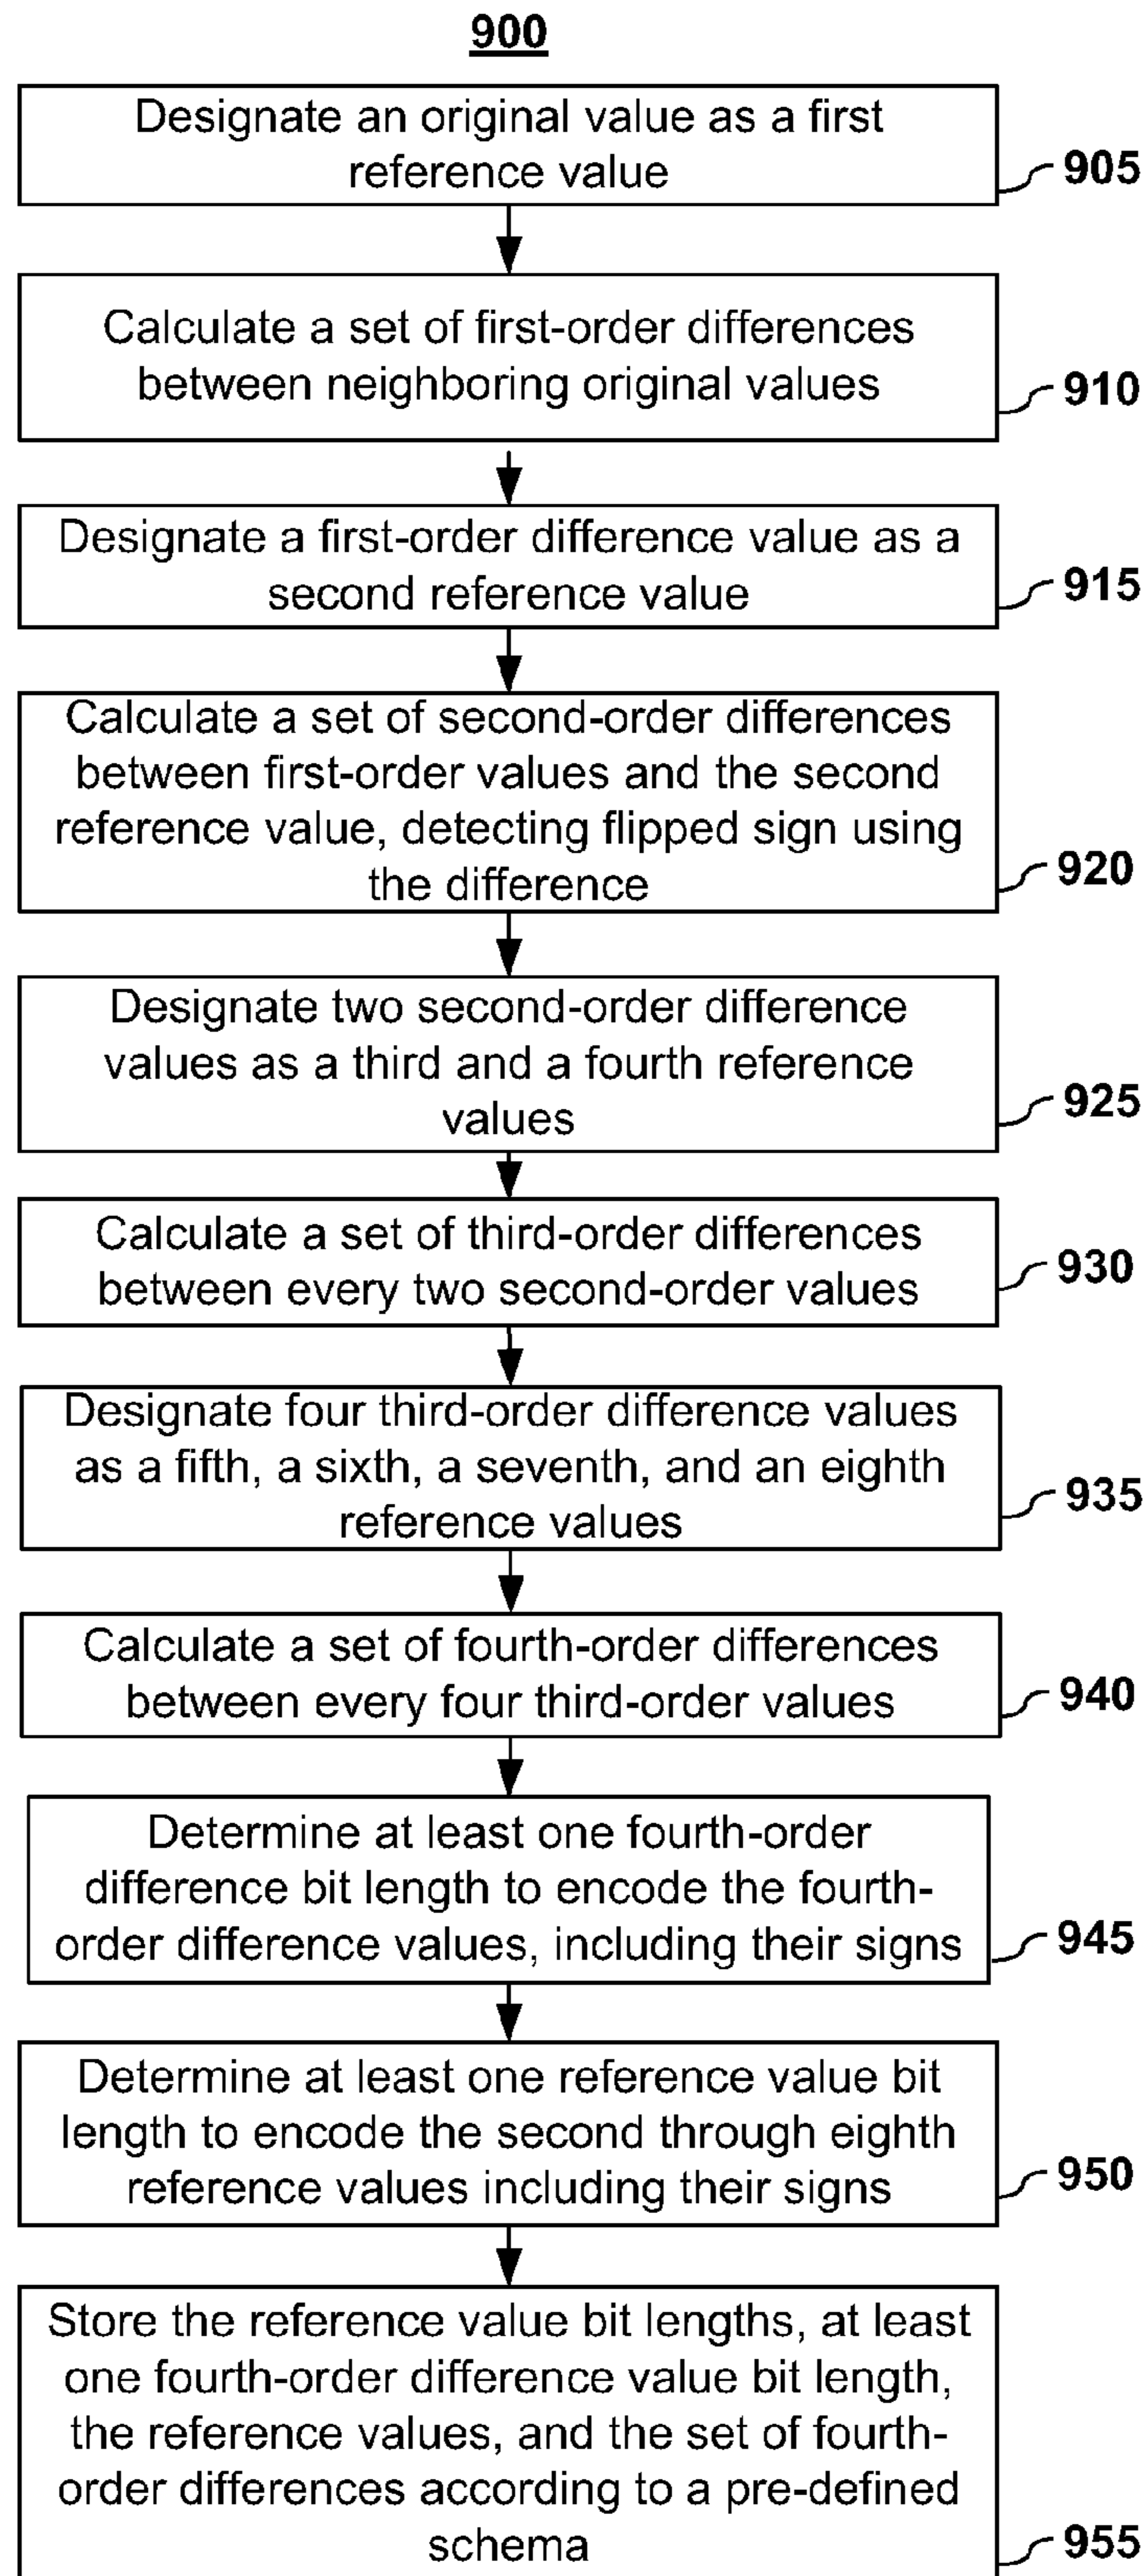 900
Designate an original value as a first
reference value
905
Calculate a set of first-order differences
between neighboring original values
910
Designate a first-order difference value as a
second reference value
915
Calculate a set of second-order differences
between first-order values and the second
reference value, detecting flipped sign using
the difference
920
Designate two second-order difference
values as a third and a fourth reference
values
925
Calculate a set of third-order differences
between every two second-order values
930
Designate four third-order difference values
as a fifth, a sixth, a seventh, and an eighth
reference values
935
Calculate a set of fourth-order differences
between every four third-order values
940
Determine at least one fourth-order
difference bit length to encode the fourth-
order difference values, including their signs
945
Determine at least one reference value bit
length to encode the second through eighth
reference values including their signs
950
Store the reference value bit lengths, at least
one fourth-order difference value bit length,
the reference values, and the set of fourth-
order differences according to a pre-defined
schema
955